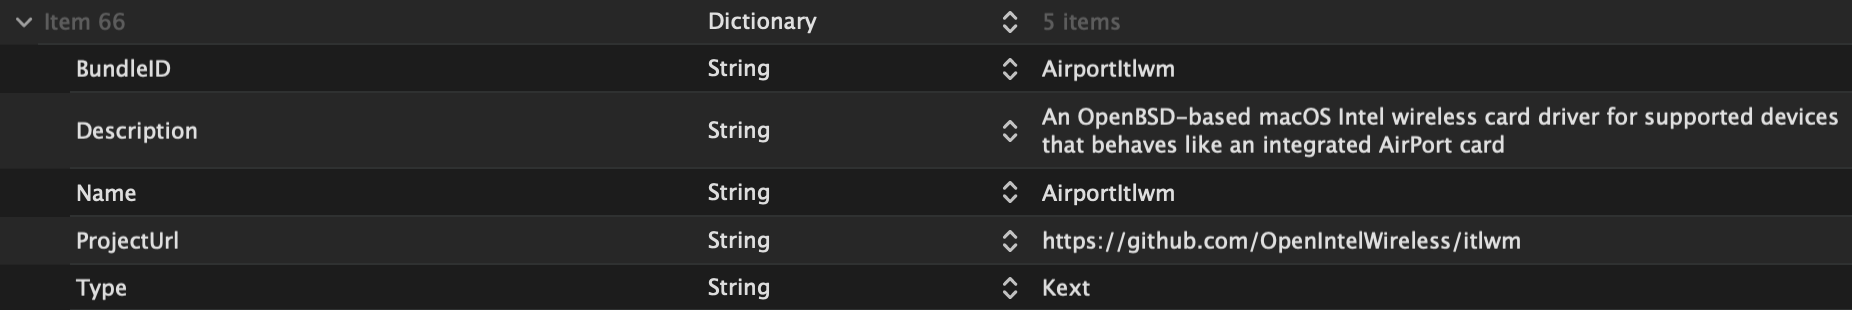 Item 66 Dictionary 5 items
BundleID String AirportItlwm
Description String An OpenBSD-based macOS Intel wireless card driver for supported devices
that behaves like an integrated AirPort card
Name String AirportItlwm
ProjectUrl String https://github.com/OpenIntelWireless/itlwm
Type String Kext